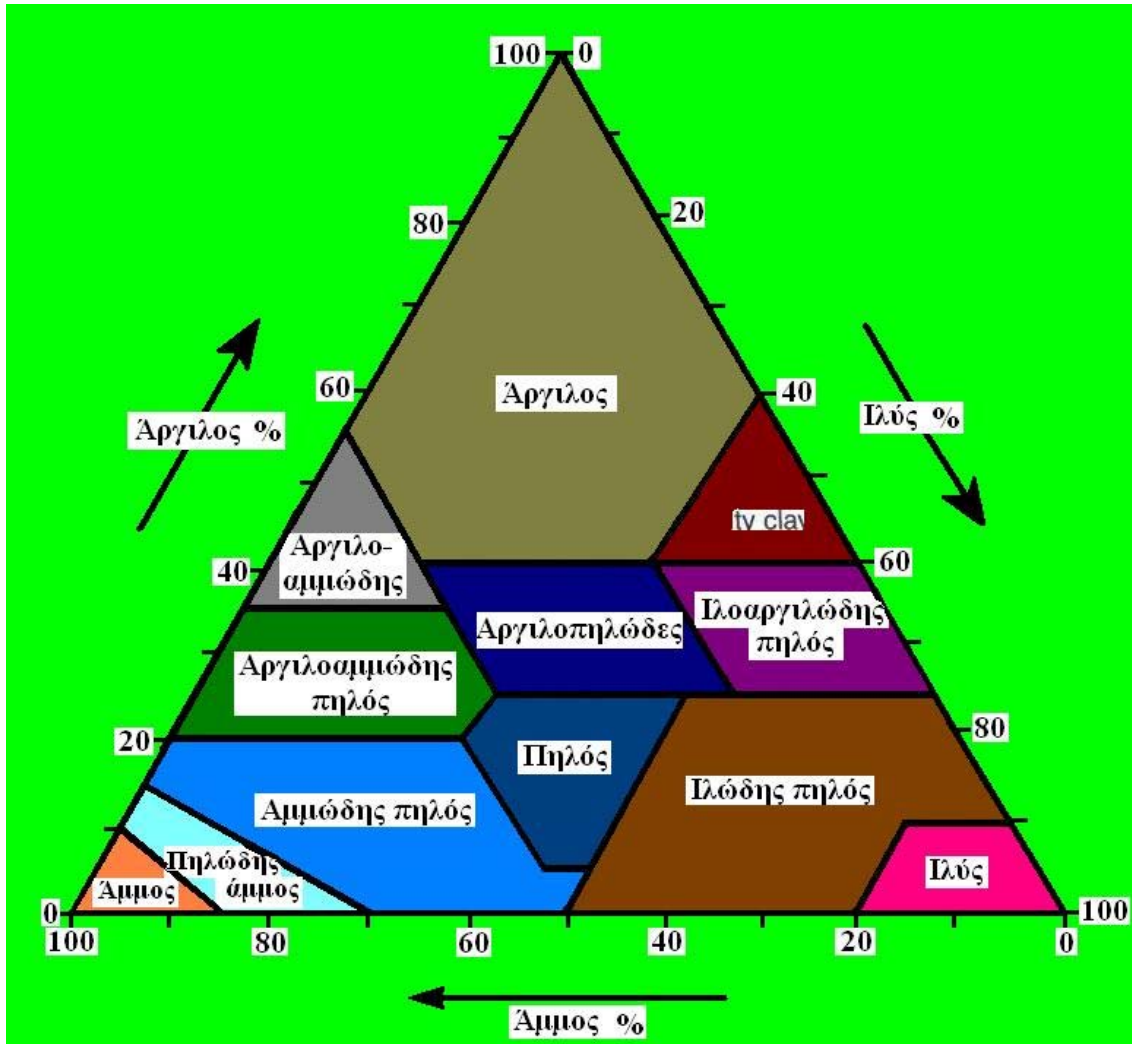 100 0
80
20
60
40
Άργιλος
Άργιλος %
Ιλύς %
ty clay
Αργιλο-
αμμώδης
40
60
Αργιλοπηλώδες
Ιλοαργιλώδης
πηλός
Αργιλοαμμώδης
πηλός
20
80
Πηλός
Αμμώδης πηλός
Ιλώδης πηλός
Πηλώδης
άμμος
Άμμος
Ιλύς
0
100
100
80
60
40
20
0
Άμμος %